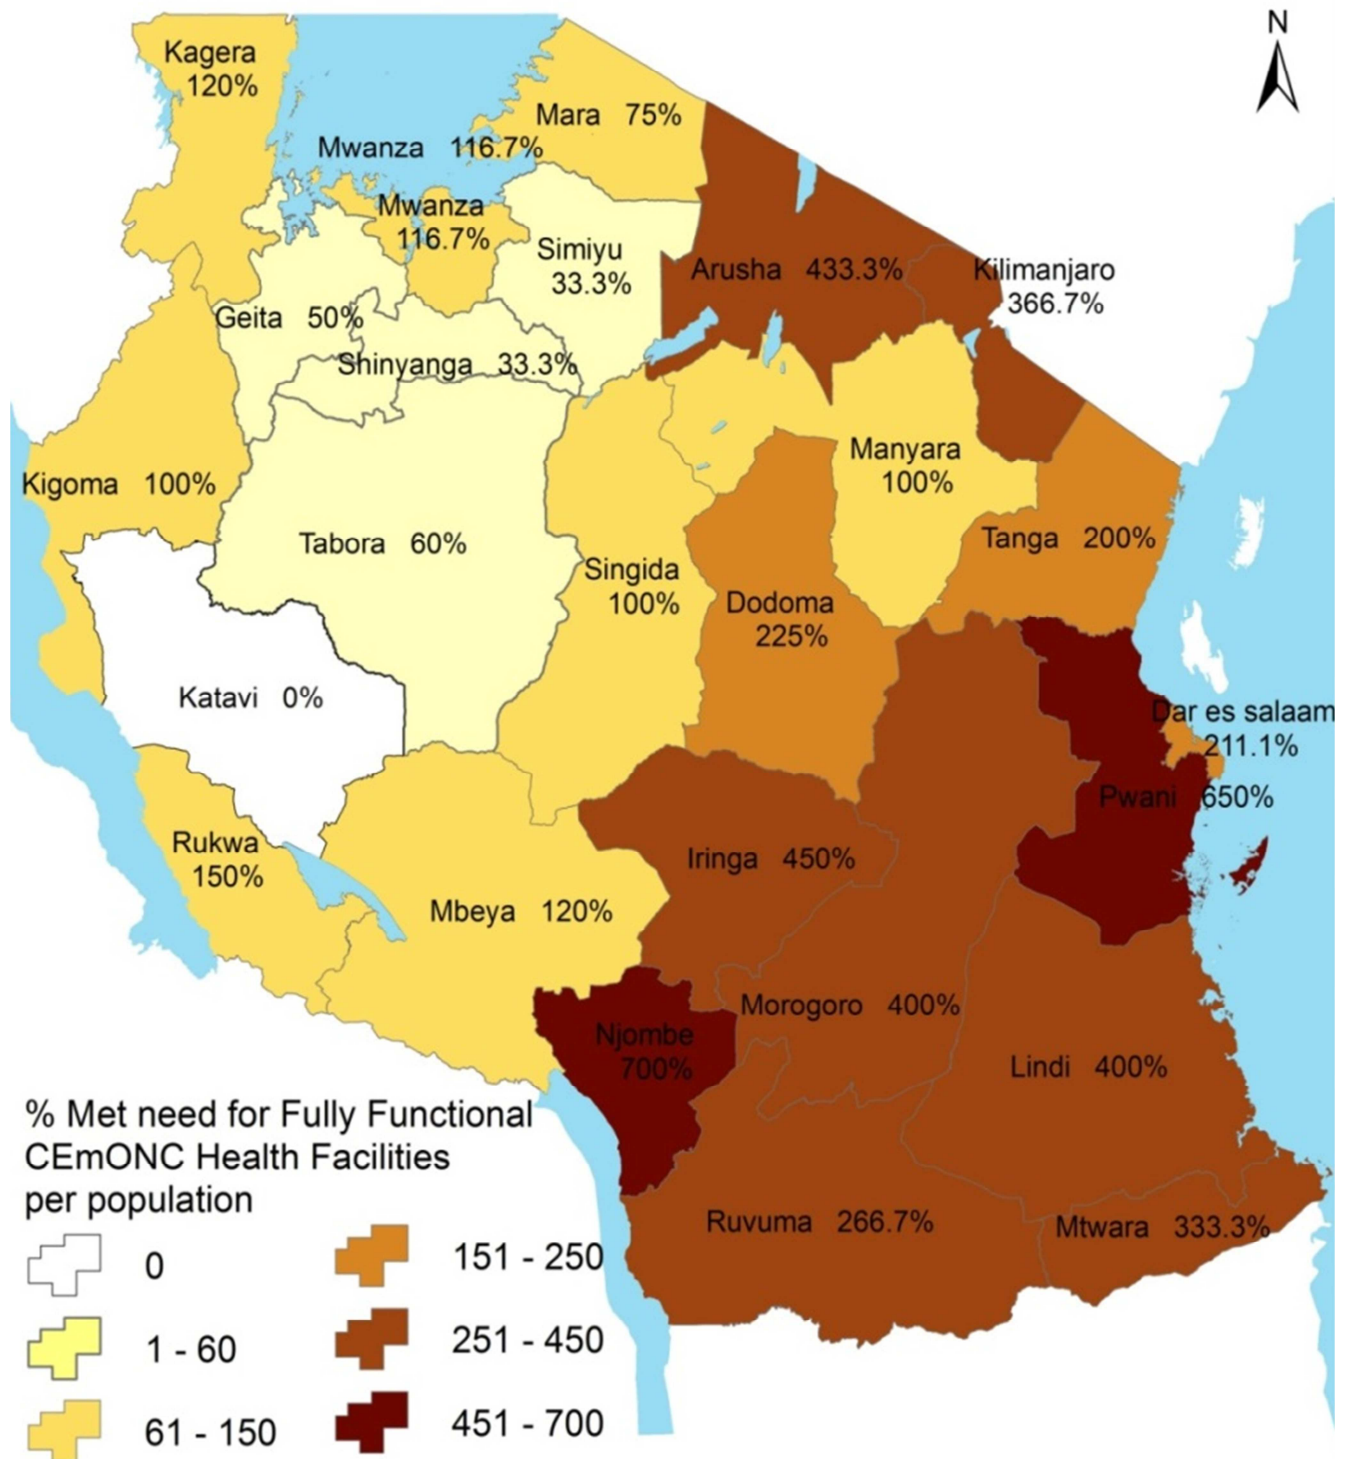 N
Kagera
120%
Mara 75%
Mwanza 116.7%
Mwanza
116.7%
Simiyu
33.3%
Arusha 433.3%
Kilimanjaro
366.7%
Geita 50%
Shinyanga 33.3%
Manyara
100%
Kigoma 100%
Tabora 60%
Tanga 200%
Singida
100%
Dodoma
225%
Katavi 0%
Dar es salaam
211.1%
Pwani 650%
Rukwa
150%
Iringa 450%
Mbeya 120%
Morogoro 400%
Njombe
700%
Lindi 400%
Ruvuma 266.7%
Mtwara 333.3%
% Met need for Fully Functional
CEmONC Health Facilities
per population
0
1 - 60
61 - 150
151 - 250
251 - 450
451 - 700